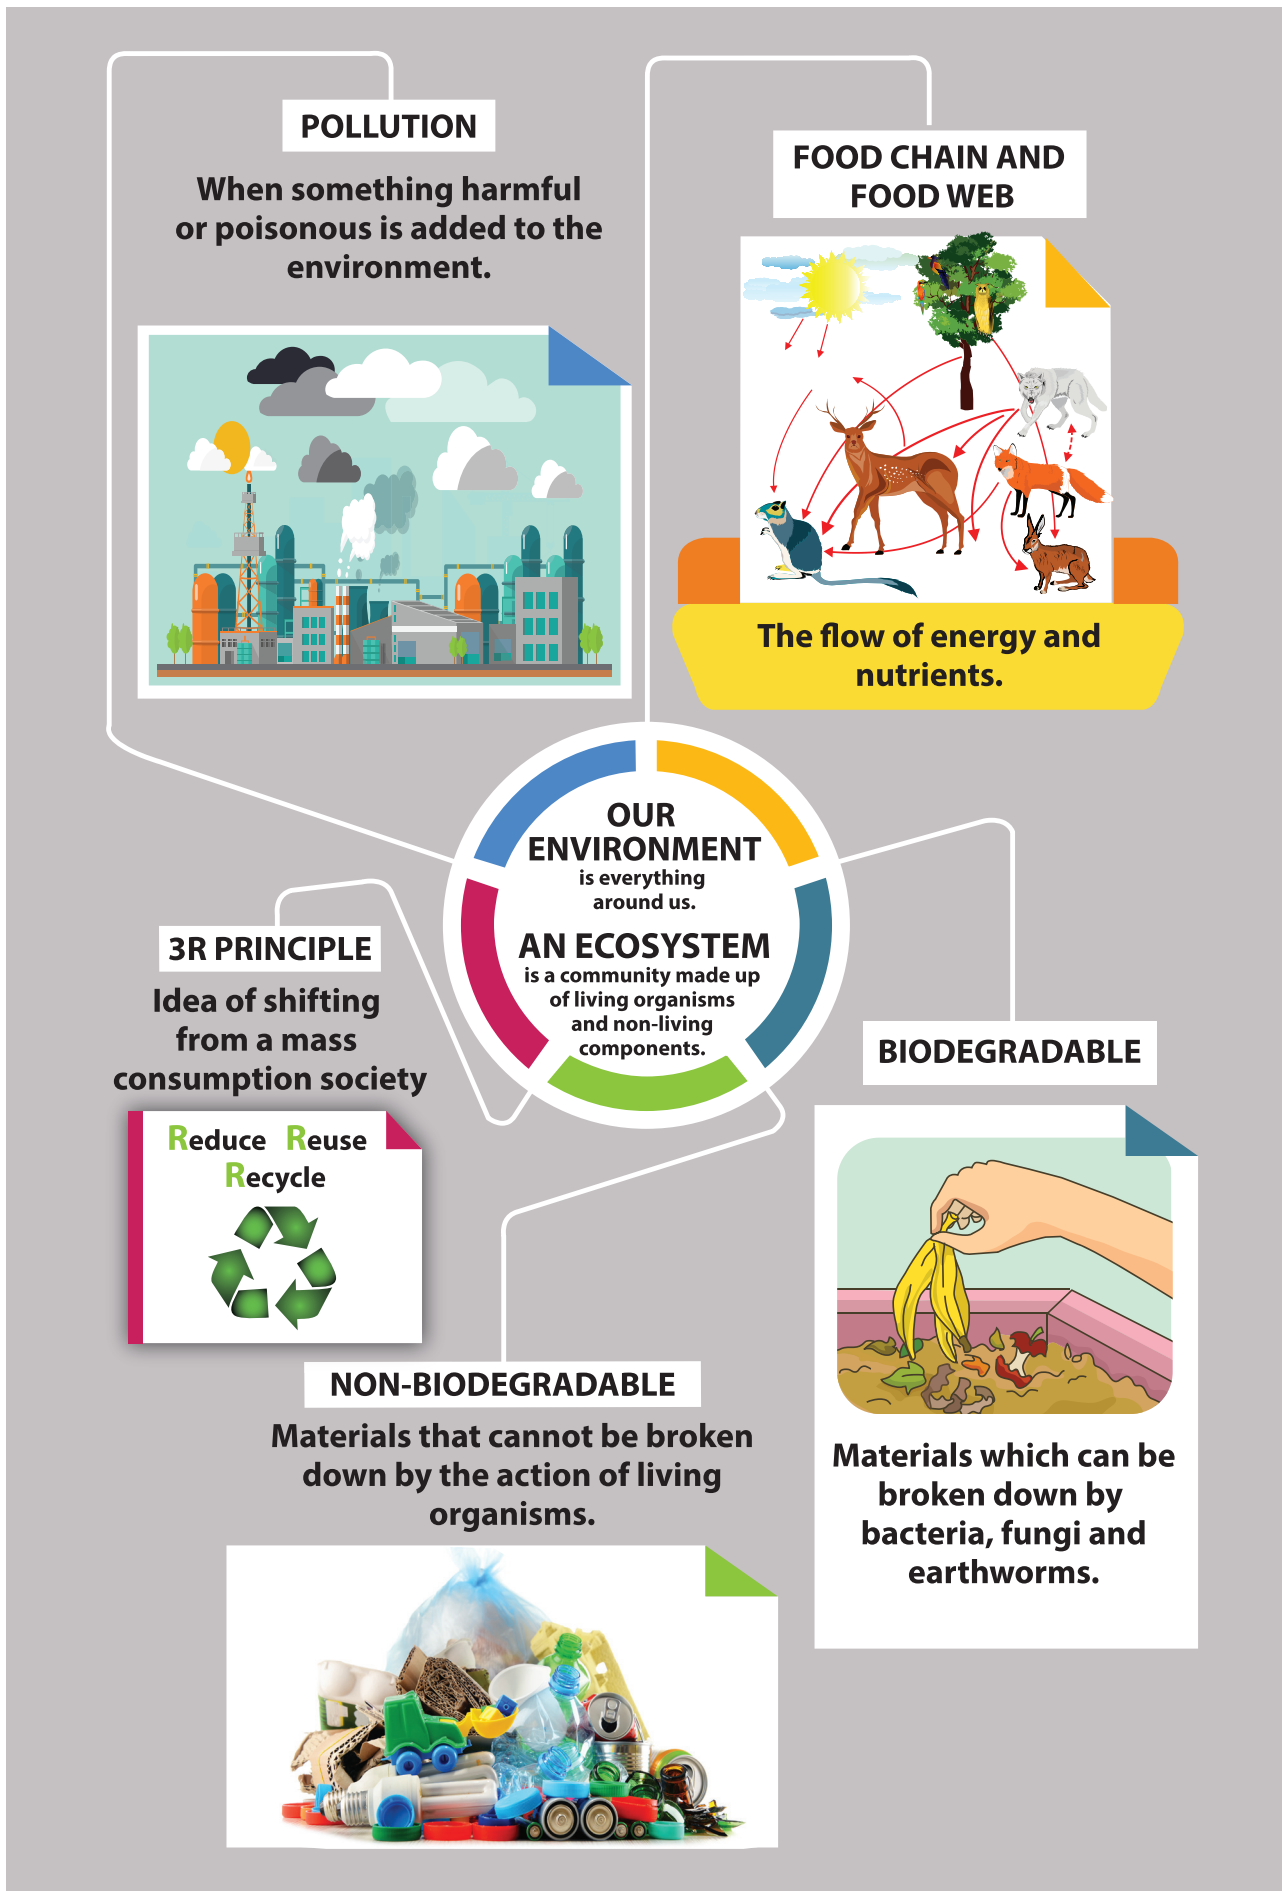 POLLUTION
When something harmful
or poisonous is added to the
environment.
FOOD CHAIN AND
FOOD WEB
The flow of energy and
nutrients.
OUR
ENVIRONMENT
is everything
around us.
AN ECOSYSTEM
is a community made up
of living organisms
and non-living
components.
3R PRINCIPLE
Idea of shifting
from a mass
consumption society
Reduce Reuse
Recycle
BIODEGRADABLE
Materials which can be
broken down by
bacteria, fungi and
earthworms.
NON-BIODEGRADABLE
Materials that cannot be broken
down by the action of living
organisms.